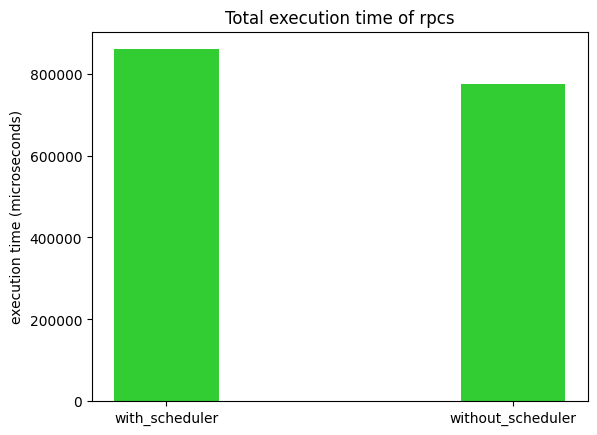 Total execution time of rpcs
execution time (microseconds)
800000
600000
400000
200000
0
with_scheduler
without_scheduler